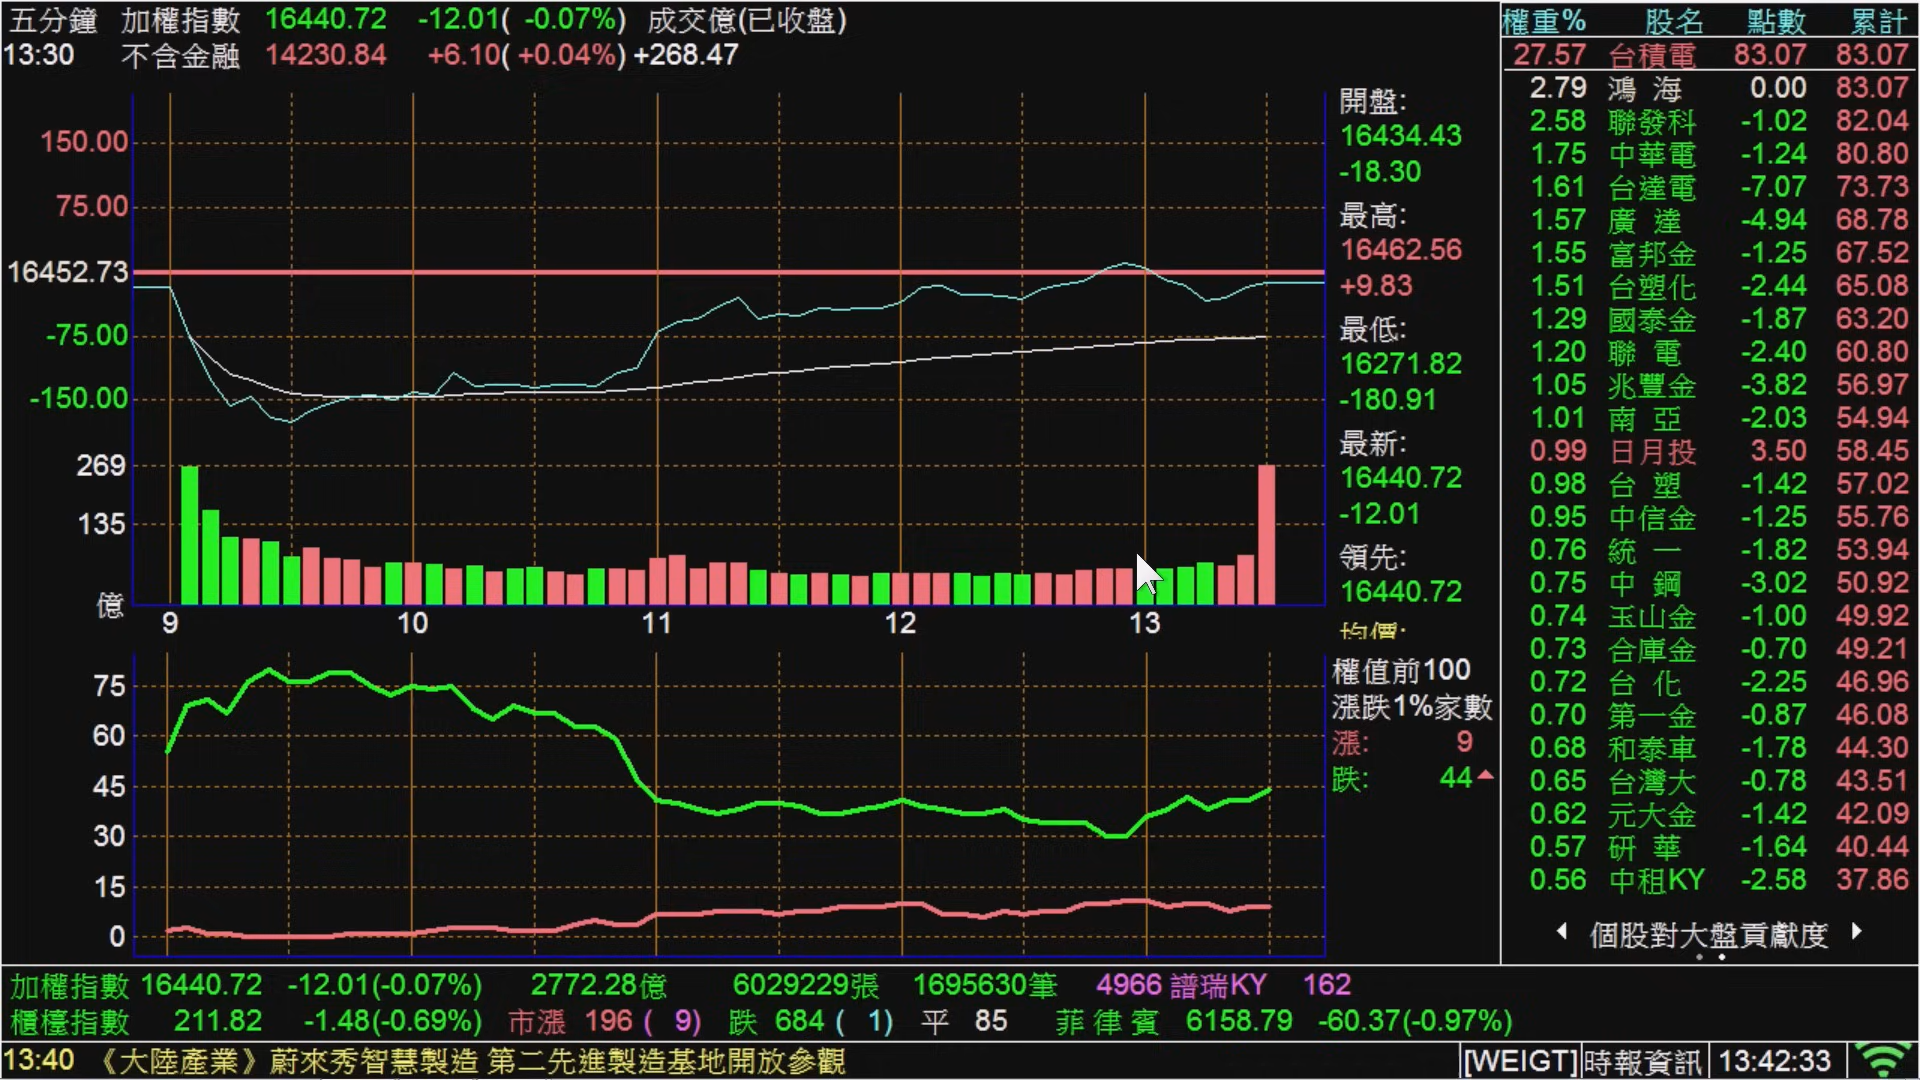 五分鐘 加權指數 16440.72 -12.01( -0.07%) 成交億(已收盤)
13:30 不含金融 14230.84 +6.10( +0.04%) +268.47
150.00
75.00
16452.73
-75.00
-150.00
269
135
億
9 10 11 12 13
開盤:
16434.43
-18.30
最高:
16462.56
+9.83
最低:
16271.82
-180.91
最新:
16440.72
-12.01
領先:
16440.72
均價:
75
60
45
30
15
0
權值前100
漲跌1%家數
漲: 9
跌: 44
權重% 股名 點數 累計
27.57 台積電 83.07 83.07
2.79 鴻海 0.00 83.07
2.58 聯發科 -1.02 82.04
1.75 中華電 -1.24 80.80
1.61 台達電 -7.07 73.73
1.57 廣達 -4.94 68.78
1.55 富邦金 -1.25 67.52
1.51 台塑化 -2.44 65.08
1.29 國泰金 -1.87 63.20
1.20 聯電 -2.40 60.80
1.05 兆豐金 -3.82 56.97
1.01 南亞 -2.03 54.94
0.99 日月投 3.50 58.45
0.98 台塑 -1.42 57.02
0.95 中信金 -1.25 55.76
0.76 統一 -1.82 53.94
0.75 中鋼 -3.02 50.92
0.74 玉山金 -1.00 49.92
0.73 合庫金 -0.70 49.21
0.72 台化 -2.25 46.96
0.70 第一金 -0.87 46.08
0.68 和泰車 -1.78 44.30
0.65 台灣大 -0.78 43.51
0.62 元大金 -1.42 42.09
0.57 研華 -1.64 40.44
0.56 中租KY -2.58 37.86
個股對大盤貢獻度
加權指數 16440.72 -12.01(-0.07%) 2772.28億 6029229張 1695630筆 4966 譜瑞KY 162
櫃檯指數 211.82 -1.48(-0.69%) 市漲 196( 9) 跌 684( 1) 平 85 菲律賓 6158.79 -60.37(-0.97%)
13:40 《大陸產業》蔚來秀智慧製造 第二先進製造基地開放參觀
[WEIGT] 時報資訊 13:42:33